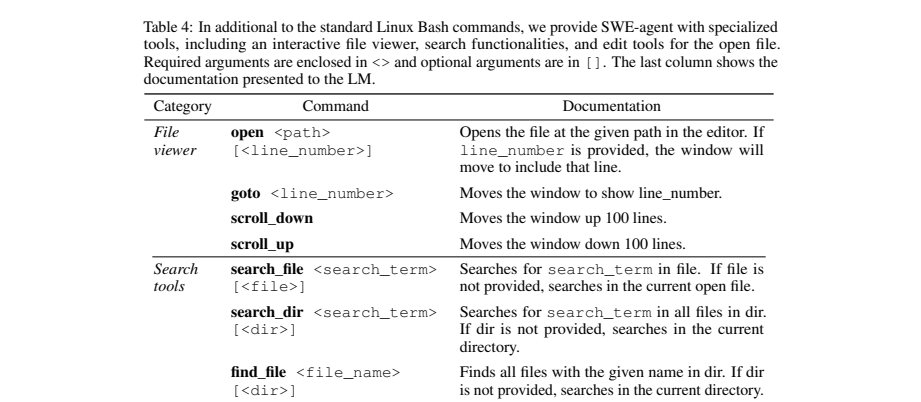 Table 4: In additional to the standard Linux Bash commands, we provide SWE-agent with specialized
tools, including an interactive file viewer, search functionalities, and edit tools for the open file.
Required arguments are enclosed in <> and optional arguments are in []. The last column shows the
documentation presented to the LM.
Category Command Documentation
File open <path> Opens the file at the given path in the editor. If
viewer [<line_number>] line_number is provided, the window will
move to include that line.
goto <line_number> Moves the window to show line_number.
scroll_down Moves the window up 100 lines.
scroll_up Moves the window down 100 lines.
Search search_file <search_term> Searches for search_term in file. If file is
tools [<file>] not provided, searches in the current open file.
search_dir <search_term> Searches for search_term in all files in dir.
[<dir>] If dir is not provided, searches in the current
directory.
find_file <file_name> Finds all files with the given name in dir. If dir
[<dir>] is not provided, searches in the current directory.